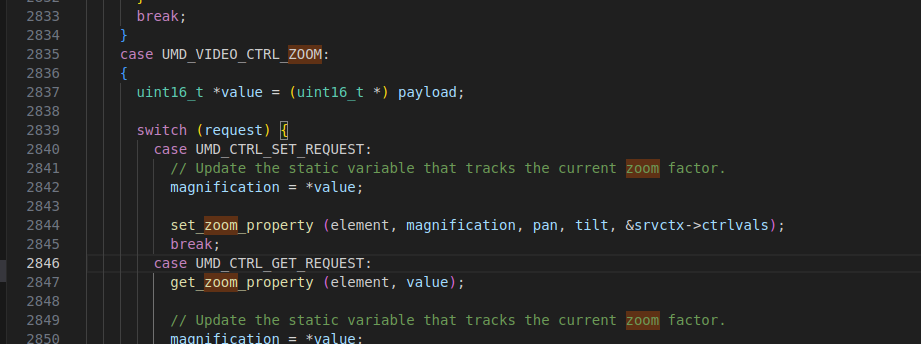 2832 }
2833 break;
2834 }
2835 case UMD_VIDEO_CTRL_ZOOM:
2836 {
2837 uint16_t *value = (uint16_t *) payload;
2838
2839 switch (request) {
2840 case UMD_CTRL_SET_REQUEST:
2841 // Update the static variable that tracks the current zoom factor.
2842 magnification = *value;
2843
2844 set_zoom_property (element, magnification, pan, tilt, &srvctx->ctrlvals);
2845 break;
2846 case UMD_CTRL_GET_REQUEST:
2847 get_zoom_property (element, value);
2848
2849 // Update the static variable that tracks the current zoom factor.
2850 magnification = *value;